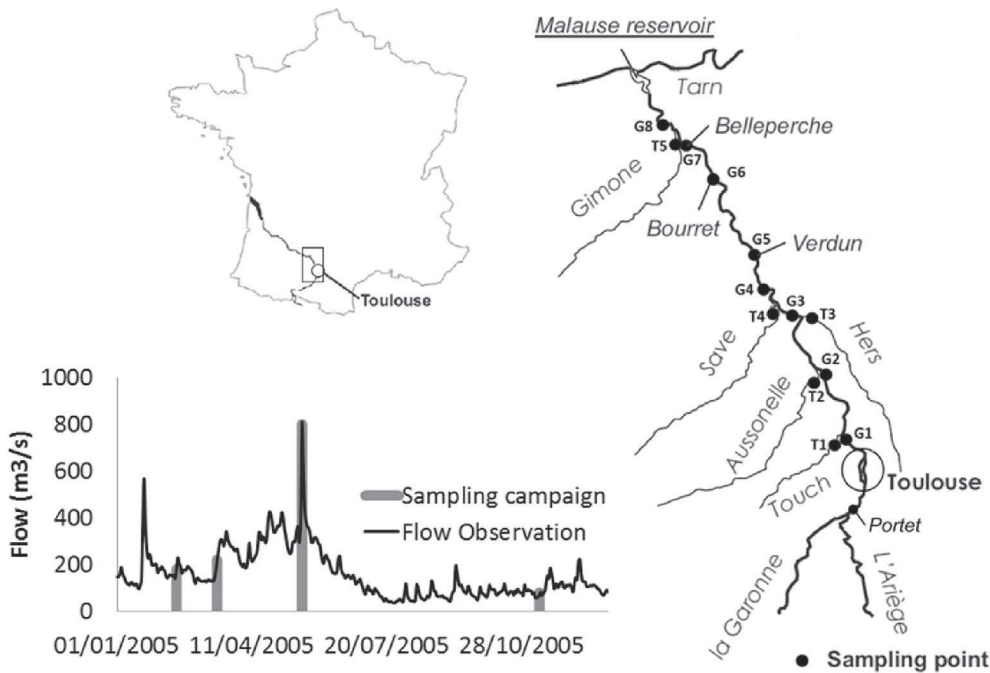 Malause reservoir
Tarn
G8
Belleperche
T5
G7
G6
Gimone
Bourret
G5
Verdun
G4
G3
T3
T4
Hers
Save
G2
Aussonelle
T2
G1
T1
Touch
Toulouse
Portet
la Garonne
L'Ariège
Sampling point
Toulouse
Flow (m3/s)
1000
800
600
400
200
0
Sampling campaign
Flow Observation
01/01/2005 11/04/2005 20/07/2005 28/10/2005